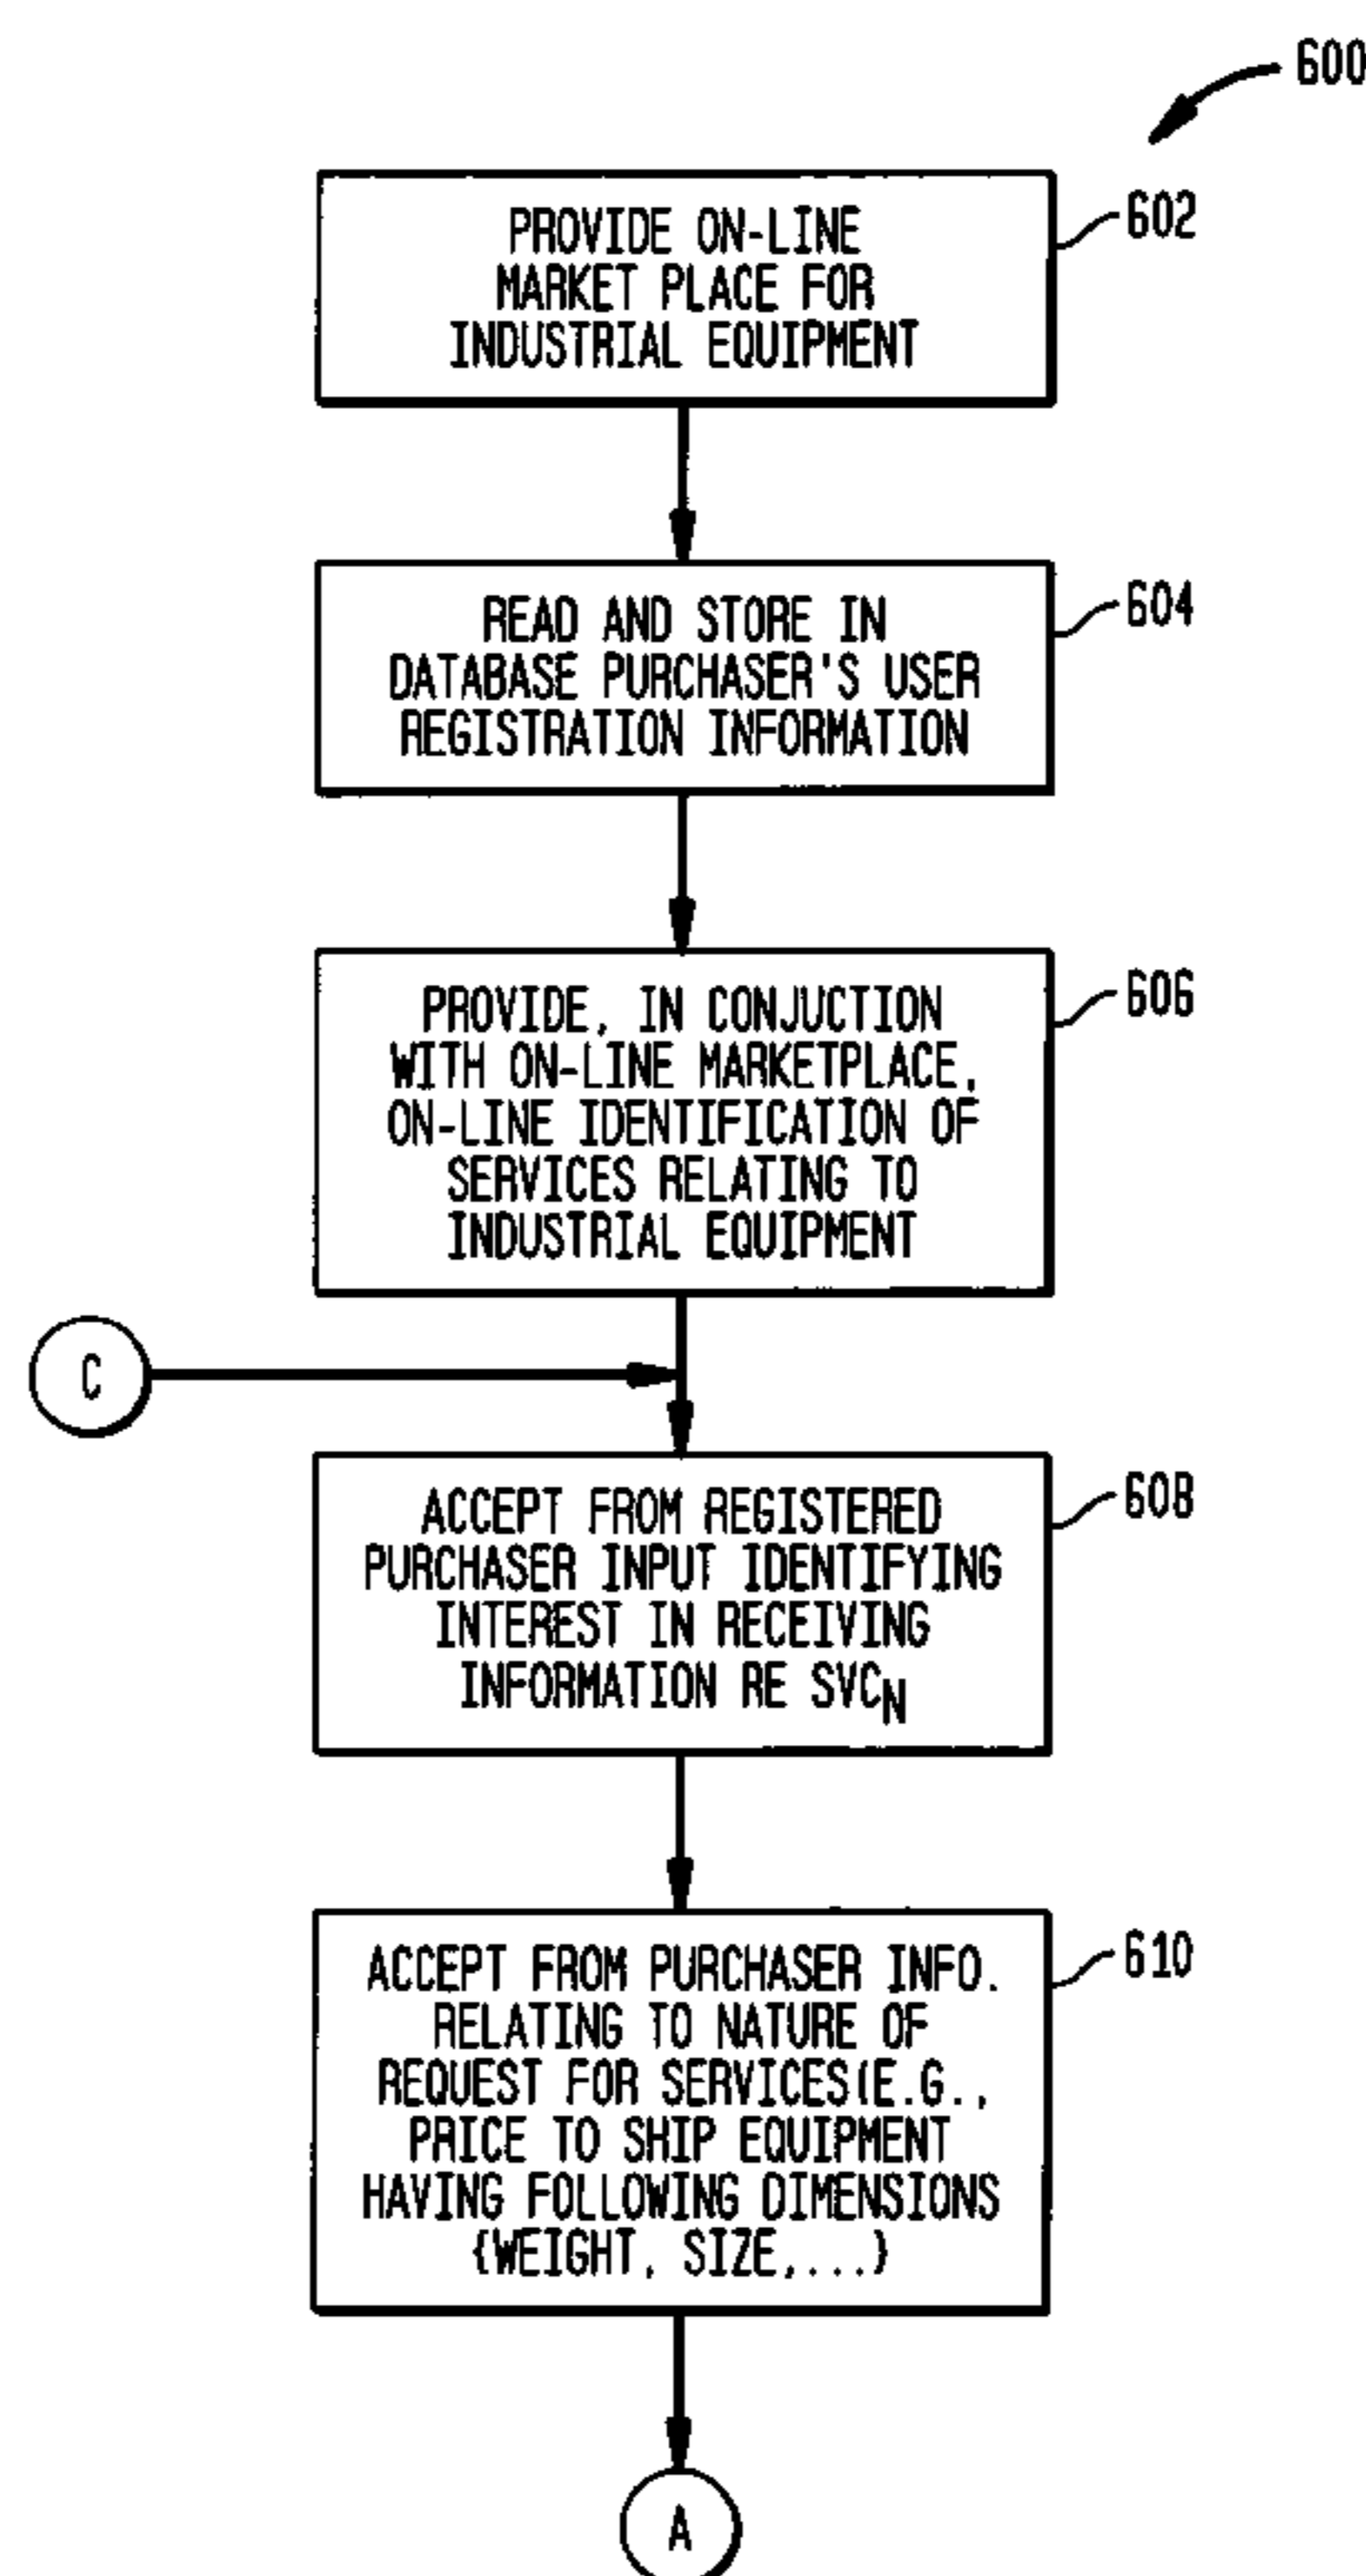 600
602
PROVIDE ON-LINE
MARKET PLACE FOR
INDUSTRIAL EQUIPMENT
604
READ AND STORE IN
DATABASE PURCHASER'S USER
REGISTRATION INFORMATION
606
PROVIDE, IN CONJUCTION
WITH ON-LINE MARKETPLACE,
ON-LINE IDENTIFICATION OF
SERVICES RELATING TO
INDUSTRIAL EQUIPMENT
C
608
ACCEPT FROM REGISTERED
PURCHASER INPUT IDENTIFYING
INTEREST IN RECEIVING
INFORMATION RE SVCN
610
ACCEPT FROM PURCHASER INFO.
RELATING TO NATURE OF
REQUEST FOR SERVICES(E.G.,
PRICE TO SHIP EQUIPMENT
HAVING FOLLOWING DIMENSIONS
{WEIGHT, SIZE,...}
A